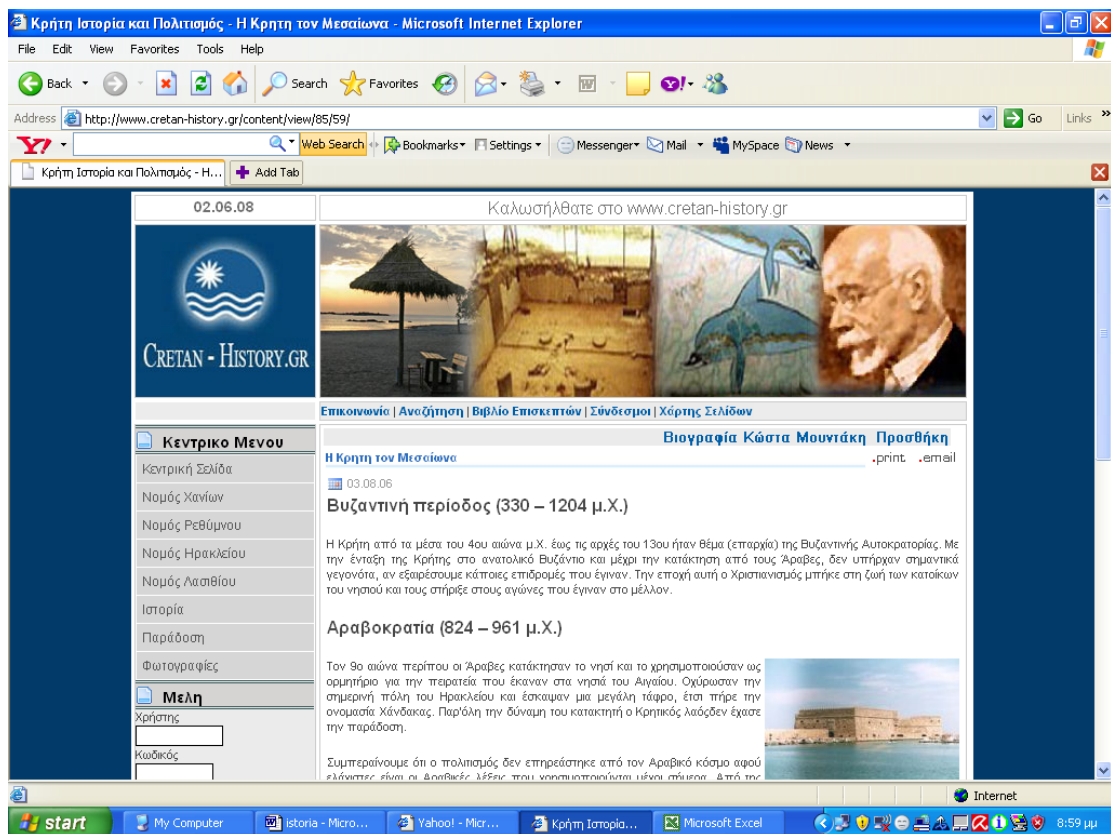 Κρήτη Ιστορία και Πολιτισμός - Η Κρητη τον Μεσαίωνα - Microsoft Internet Explorer
File Edit View Favorites Tools Help
Back Search Favorites
Address http://www.cretan-history.gr/content/view/85/59/ Go Links »
Y! Web Search Bookmarks Settings Messenger Mail MySpace News
Κρήτη Ιστορία και Πολιτισμός - Η... Add Tab
02.06.08 Καλωσήλθατε στο www.cretan-history.gr
CRETAN - HISTORY.GR
Επικοινωνία | Αναζήτηση | Βιβλίο Επισκεπτών | Σύνδεσμοι | Χάρτης Σελίδων
Κεντρικο Μενου
Κεντρική Σελίδα
Νομός Χανίων
Νομός Ρεθύμνου
Νομός Ηρακλείου
Νομός Λασιθίου
Ιστορία
Παράδοση
Φωτογραφίες
Μελη
Χρήστης
Κωδικός
Βιογραφία Κώστα Μουντάκη Προσθήκη
Η Κρητη τον Μεσαίωνα .print .email
03.08.06
Βυζαντινή περίοδος (330 – 1204 μ.Χ.)
Η Κρήτη από τα μέσα του 4ου αιώνα μ.Χ. έως τις αρχές του 13ου ήταν θέμα (επαρχία) της Βυζαντινής Αυτοκρατορίας. Με
την ένταξη της Κρήτης στο ανατολικό Βυζάντιο και μέχρι την κατάκτηση από τους Άραβες, δεν υπήρχαν σημαντικά
γεγονότα, αν εξαιρέσουμε κάποιες επιδρομές που έγιναν. Την εποχή αυτή ο Χριστιανισμός μπήκε στη ζωή των κατοίκων
του νησιού και τους στήριξε στους αγώνες που έγιναν στο μέλλον.
Αραβοκρατία (824 – 961 μ.Χ.)
Τον 9ο αιώνα περίπου οι Άραβες κατάκτησαν το νησί και το χρησιμοποιούσαν ως
ορμητήριο για την πειρατεία που έκαναν στα νησιά του Αιγαίου. Οχύρωσαν την
σημερινή πόλη του Ηρακλείου και έσκαψαν μια μεγάλη τάφρο, έτσι πήρε την
ονομασία Χάνδακας. Παρ'όλη την δύναμη του κατακτητή ο Κρητικός λαόςδεν έχασε
την παράδοση.
Συμπεραίνουμε ότι ο πολιτισμός δεν επηρεάστηκε από τον Αραβικό κόσμο αφού
ελάχιστες είναι οι Αραβικές λέξεις που χρησιμοποιούνται μέχρι σήμερα. Από της
Internet
start My Computer istoria - Micro... Yahoo! - Micr... Κρήτη Ιστορία... Microsoft Excel 8:59 μμ